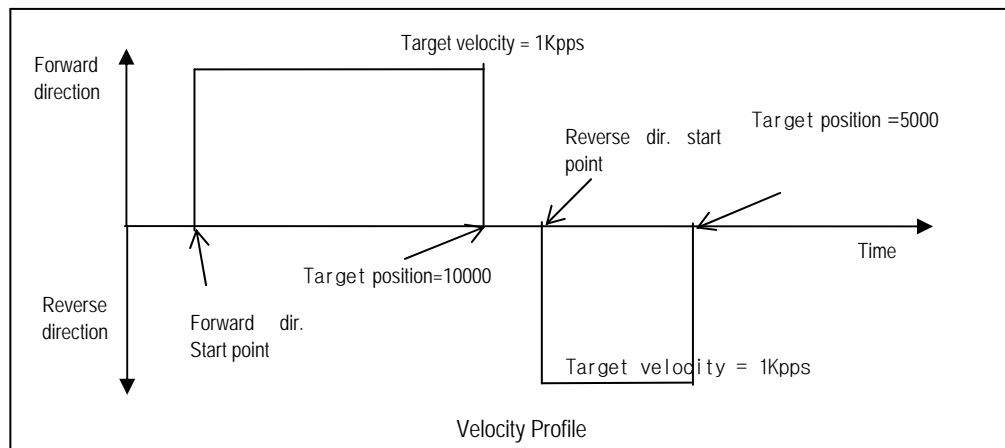 Target velocity = 1Kpps
Forward
direction
Target position =5000
Reverse dir. start
point
Time
Target position=10000
Reverse
direction
Forward dir.
Start point
Target velocity = 1Kpps
Velocity Profile